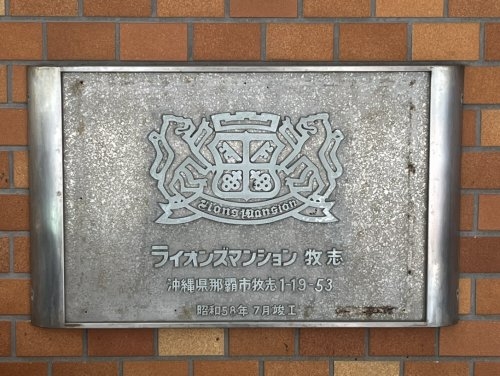 Lions Mansion
ライオンズマンション 牧志
沖縄県那覇市牧志1-19-53
昭和58年 7月竣工